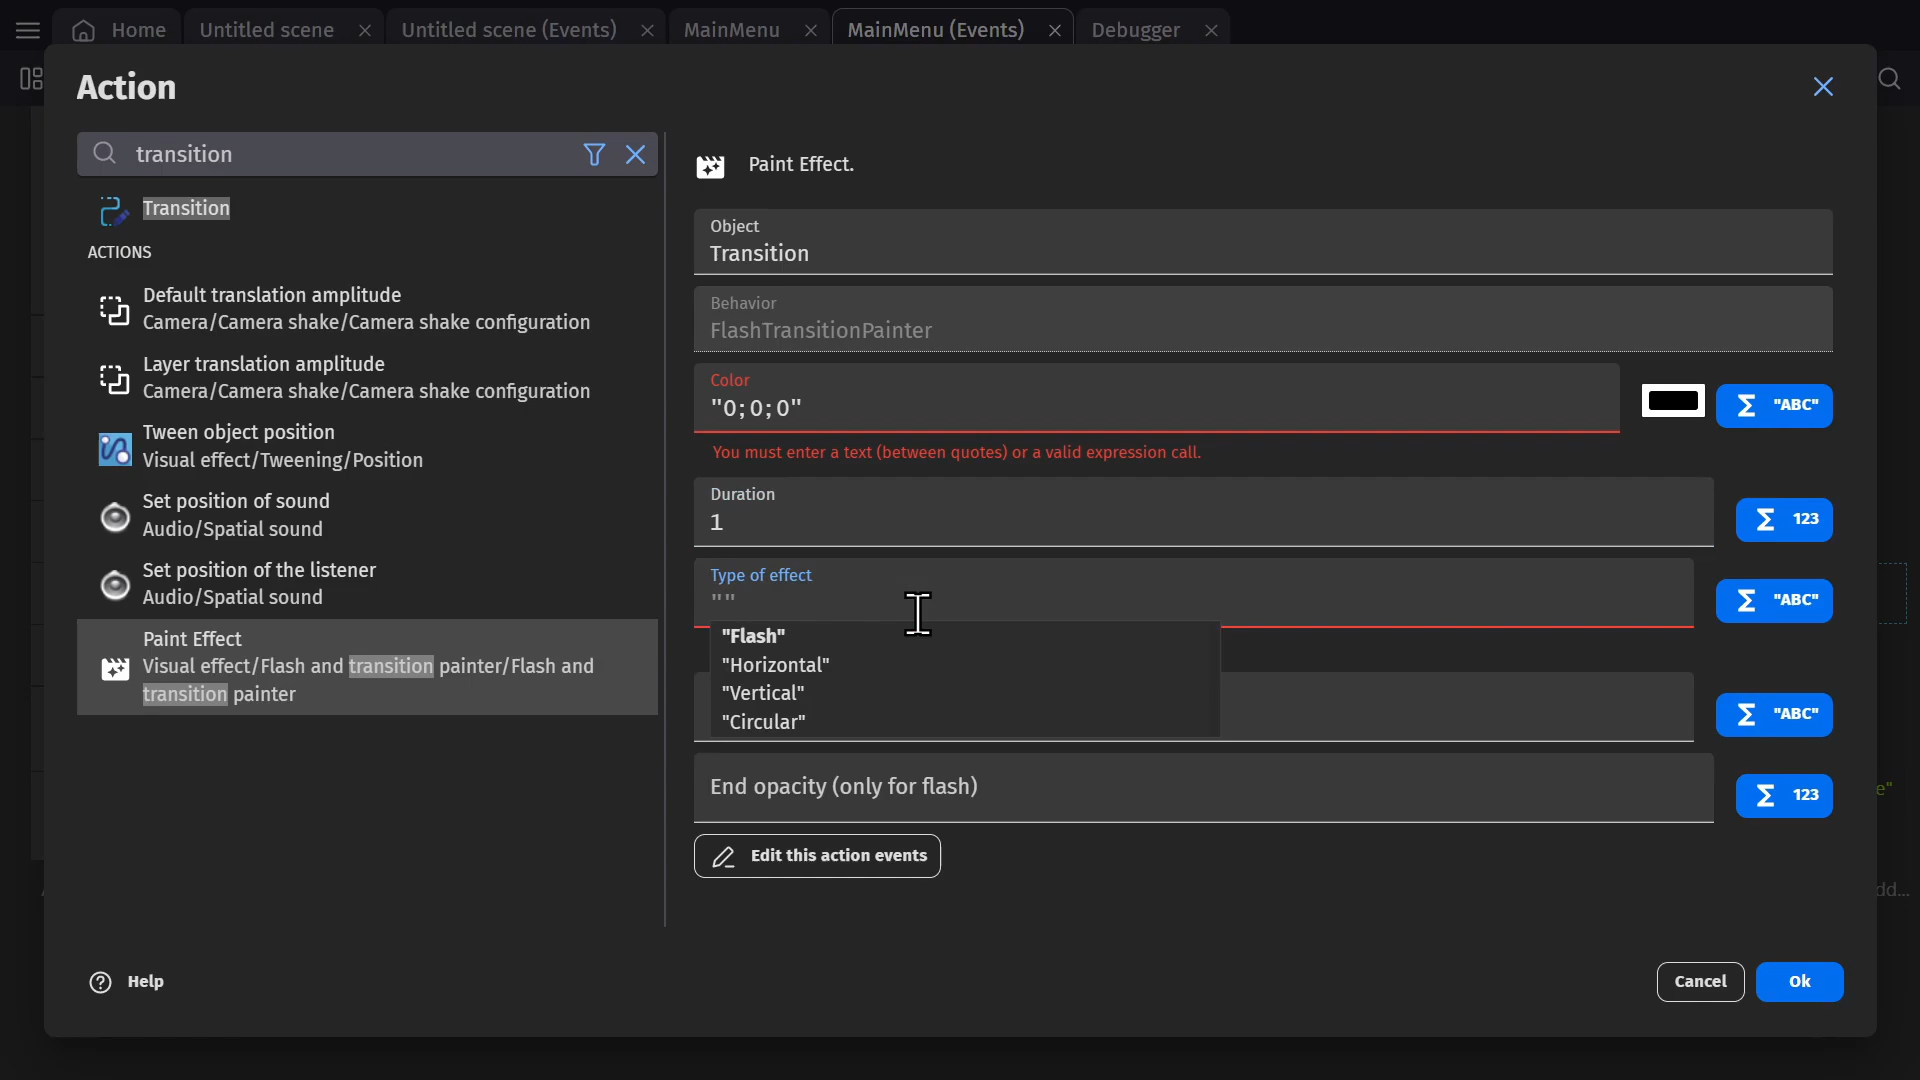 Home
Untitled scene
Untitled scene (Events)
MainMenu
MainMenu (Events)
Debugger
Action
transition
Transition
ACTIONS
Default translation amplitude
Camera/Camera shake/Camera shake configuration
Layer translation amplitude
Camera/Camera shake/Camera shake configuration
Tween object position
Visual effect/Tweening/Position
Set position of sound
Audio/Spatial sound
Set position of the listener
Audio/Spatial sound
Paint Effect
Visual effect/Flash and transition painter/Flash and
transition painter
Paint Effect.
Object
Transition
Behavior
FlashTransitionPainter
Color
"0;0;0"
Σ "ABC"
You must enter a text (between quotes) or a valid expression call.
Duration
1
Σ 123
Type of effect
""
Σ "ABC"
"Flash"
"Horizontal"
"Vertical"
"Circular"
Σ "ABC"
End opacity (only for flash)
Σ 123
Edit this action events
e"
dd...
Help
Cancel
Ok